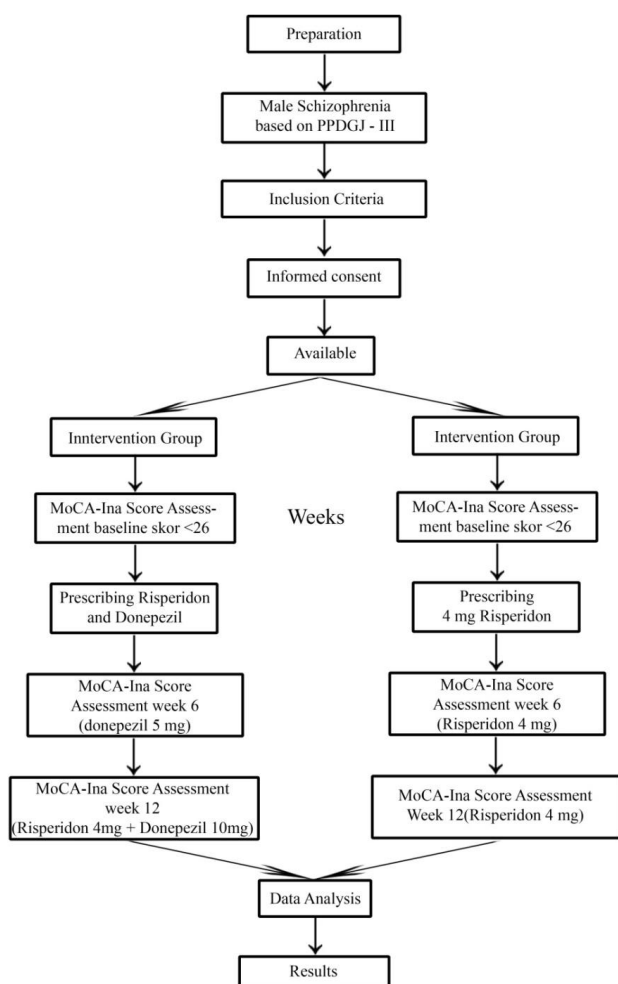 Preparation
Male Schizophrenia
based on PPDGJ - III
Inclusion Criteria
Informed consent
Available
Inntervention Group
MoCA-Ina Score Assess-
ment baseline skor <26
Prescribing Risperidon
and Donepezil
MoCA-Ina Score
Assessment week 6
(donepezil 5 mg)
MoCA-Ina Score Assessment
week 12
(Risperidon 4mg + Donepezil 10mg)
Weeks
Intervention Group
MoCA-Ina Score Assess-
ment baseline skor <26
Prescribing
4 mg Risperidon
MoCA-Ina Score
Assessment week 6
(Risperidon 4 mg)
MoCA-Ina Score Assessment
Week 12(Risperidon 4 mg)
Data Analysis
Results